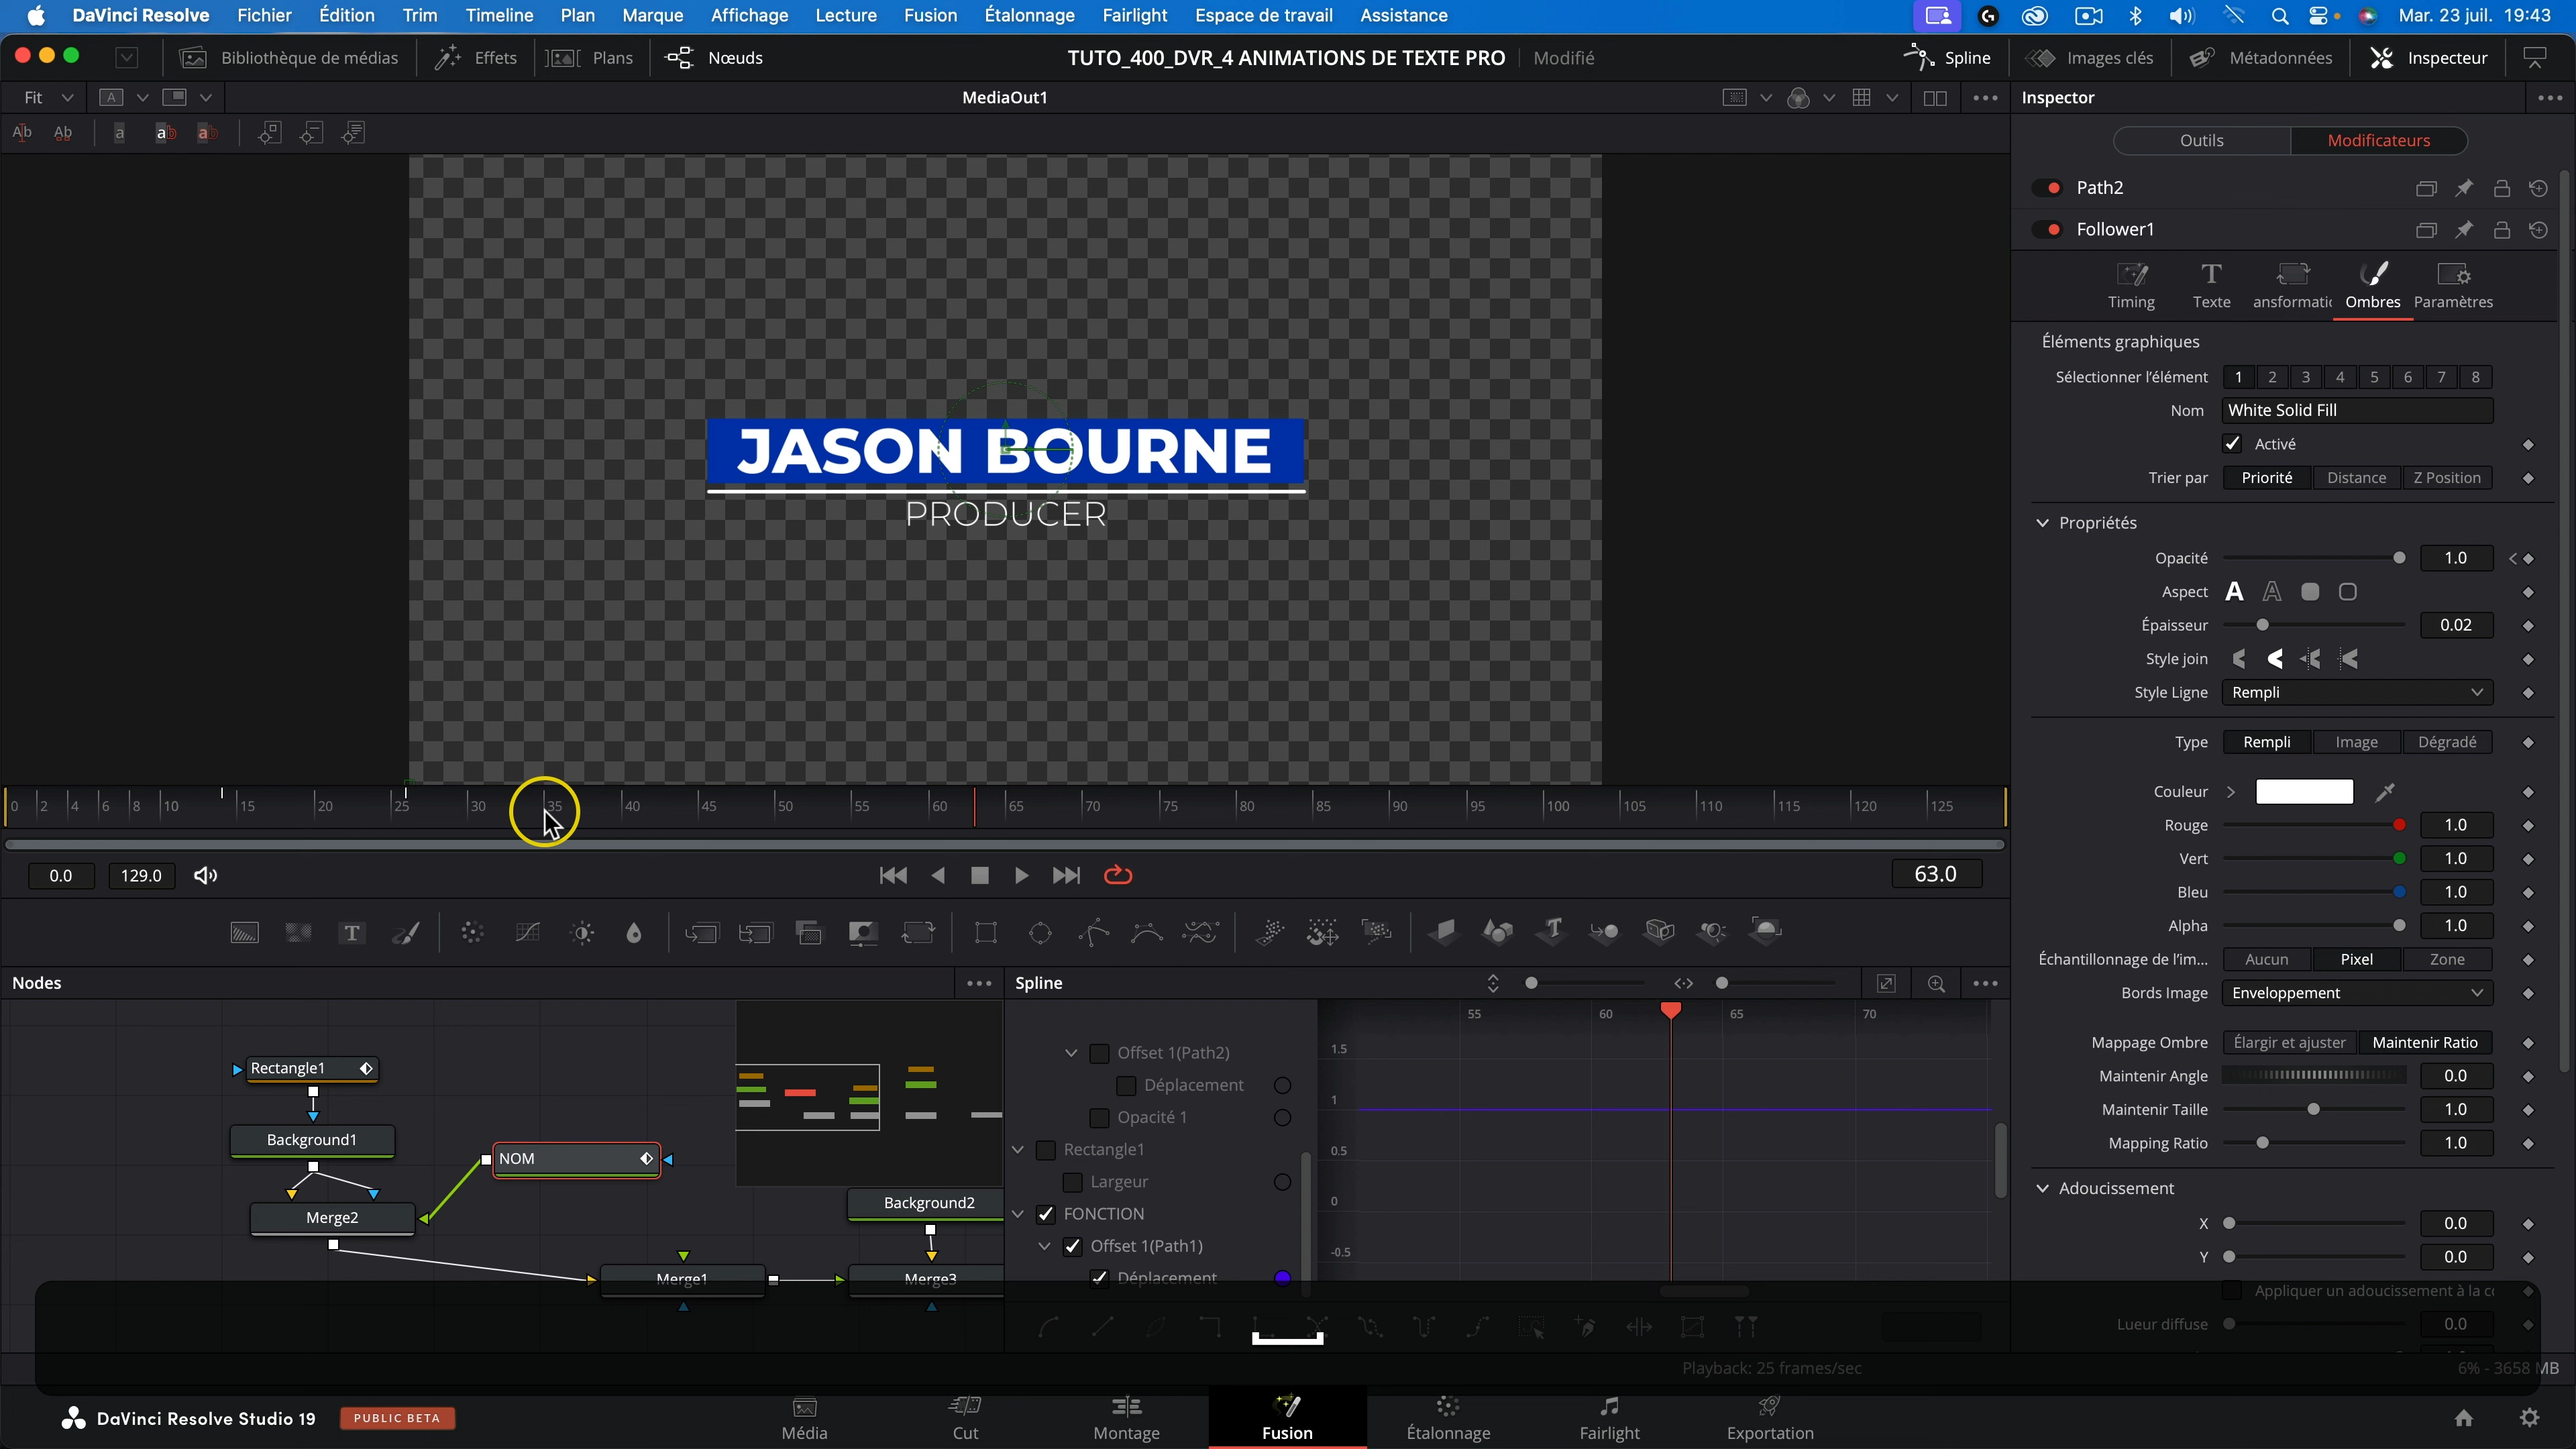 DaVinci Resolve Fichier Édition Trim Timeline Plan Marque Affichage Lecture Fusion Étalonnage Fairlight Espace de travail Assistance Mar. 23 juil. 19:43
Bibliothèque de médias Effets Plans Nœuds TUTO_400_DVR_4 ANIMATIONS DE TEXTE PRO Modifié Spline Images clés Métadonnées Inspecteur
Fit A MediaOut1 Inspector
Ab Ab a ab ab
Outils Modificateurs
Path2
Follower1
Timing Texte ansformatic Ombres Paramètres
Éléments graphiques
Sélectionner l'élément 1 2 3 4 5 6 7 8
Nom White Solid Fill
Activé
Trier par Priorité Distance Z Position
JASON BOURNE
PRODUCER
Propriétés
Opacité 1.0
Aspect
Épaisseur 0.02
Style join
Style Ligne Rempli
Type Rempli Image Dégradé
Couleur
Rouge 1.0
Vert 1.0
Bleu 1.0
Alpha 1.0
Échantillonnage de l'im... Aucun Pixel Zone
Bords Image Enveloppement
Mappage Ombre Élargir et ajuster Maintenir Ratio
Maintenir Angle 0.0
Maintenir Taille 1.0
Mapping Ratio 1.0
Adoucissement
X 0.0
Y 0.0
Appliquer un adoucissement à la co
Lueur diffuse 0.0
0 2 4 6 8 10 15 20 25 30 35 40 45 50 55 60 65 70 75 80 85 90 95 100 105 110 115 120 125
0.0 129.0 63.0
Nodes Spline
Rectangle1
Background1
NOM
Merge2
Background2
Merge1 Merge3
Offset 1(Path2)
Déplacement
Opacité 1
Rectangle1
Largeur
FONCTION
Offset 1(Path1)
Déplacement
55 60 65 70
1.5
1
0.5
0
-0.5
Playback: 25 frames/sec 6% - 3658 MB
DaVinci Resolve Studio 19 PUBLIC BETA
Média Cut Montage Fusion Étalonnage Fairlight Exportation